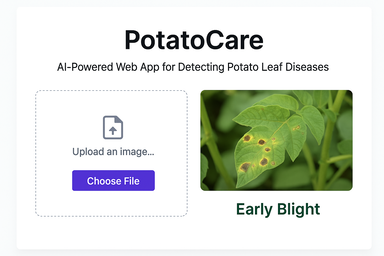 PotatoCare
AI-Powered Web App for Detecting Potato Leaf Diseases
Upload an image...
Choose File
Early Blight